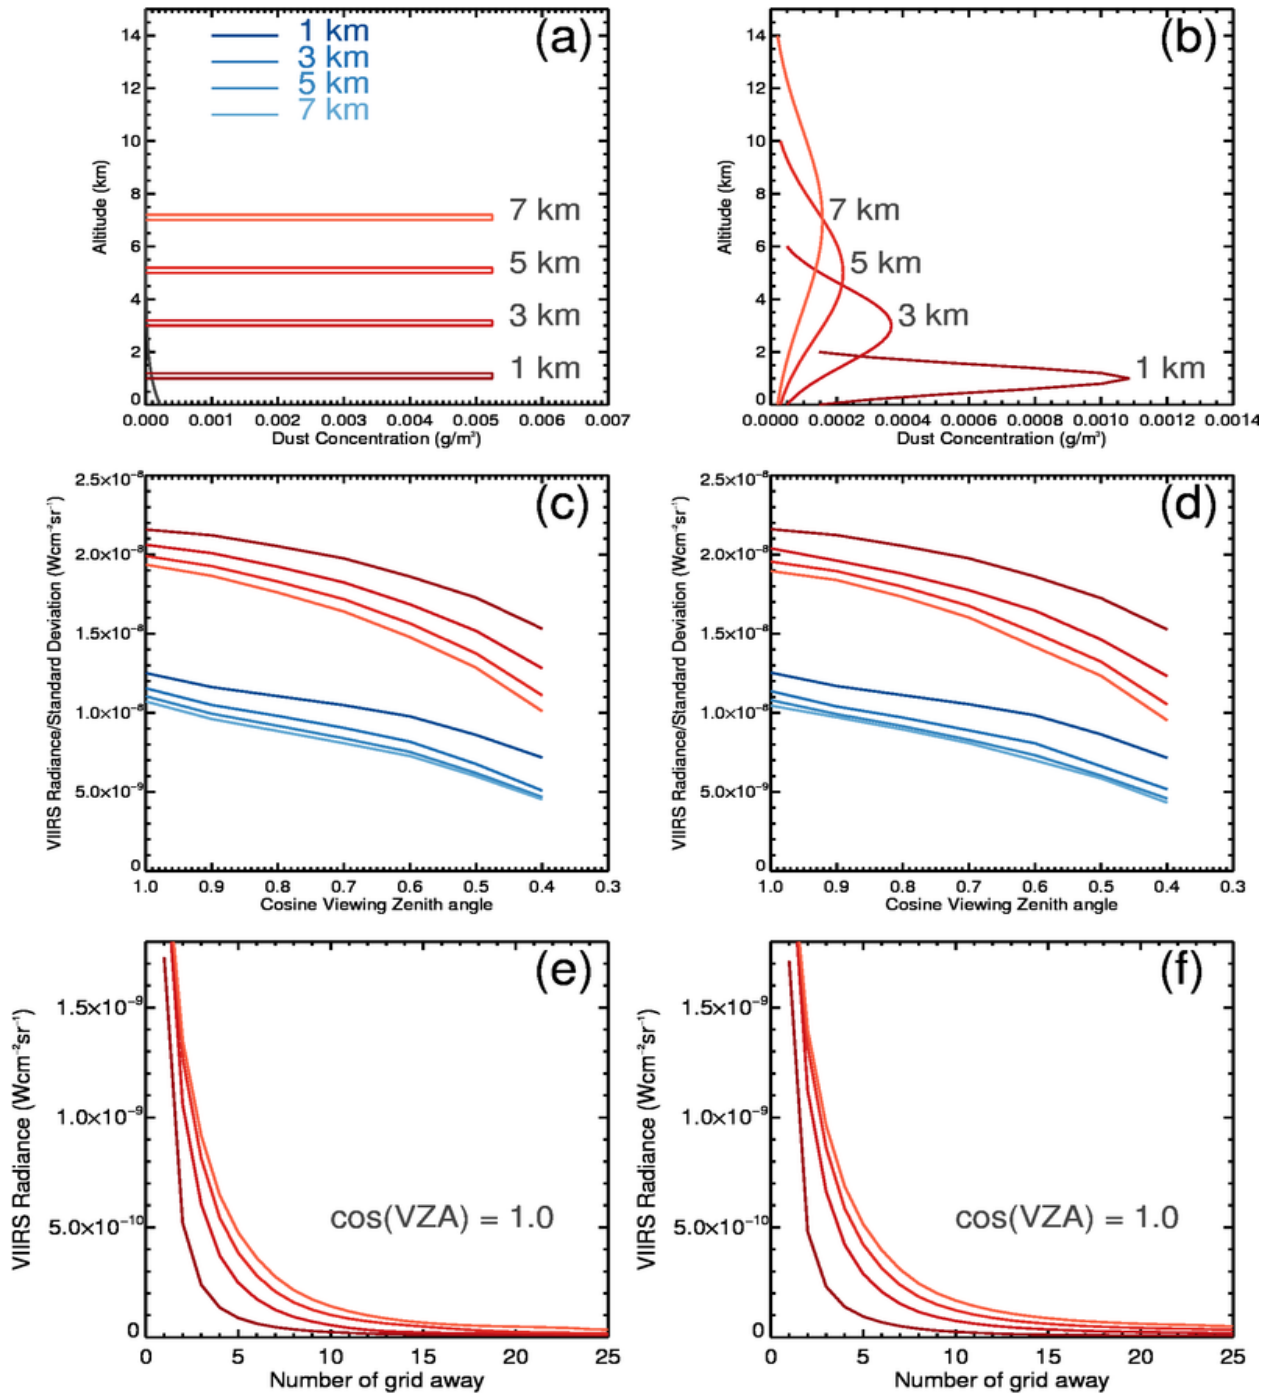 (a)
1 km
3 km
5 km
7 km
14
12
10
8
6
4
2
0
Altitude (km)
7 km
5 km
3 km
1 km
0.000 0.001 0.002 0.003 0.004 0.005 0.006 0.007
Dust Concentration (g/m³)
(b)
14
12
10
8
6
4
2
0
Altitude (km)
7 km
5 km
3 km
1 km
0.0000 0.0002 0.0004 0.0006 0.0008 0.0010 0.0012 0.0014
Dust Concentration (g/m³)
(c)
2.5×10⁻⁸
2.0×10⁻⁸
1.5×10⁻⁸
1.0×10⁻⁸
5.0×10⁻⁹
0
VIIRS Radiance/Standard Deviation (Wcm⁻²sr⁻¹)
1.0 0.9 0.8 0.7 0.6 0.5 0.4 0.3
Cosine Viewing Zenith angle
(d)
2.5×10⁻⁸
2.0×10⁻⁸
1.5×10⁻⁸
1.0×10⁻⁸
5.0×10⁻⁹
0
VIIRS Radiance/Standard Deviation (Wcm⁻²sr⁻¹)
1.0 0.9 0.8 0.7 0.6 0.5 0.4 0.3
Cosine Viewing Zenith angle
(e)
1.5×10⁻⁹
1.0×10⁻⁹
5.0×10⁻¹⁰
0
VIIRS Radiance (Wcm⁻²sr⁻¹)
cos(VZA) = 1.0
0 5 10 15 20 25
Number of grid away
(f)
1.5×10⁻⁹
1.0×10⁻⁹
5.0×10⁻¹⁰
0
VIIRS Radiance (Wcm⁻²sr⁻¹)
cos(VZA) = 1.0
0 5 10 15 20 25
Number of grid away